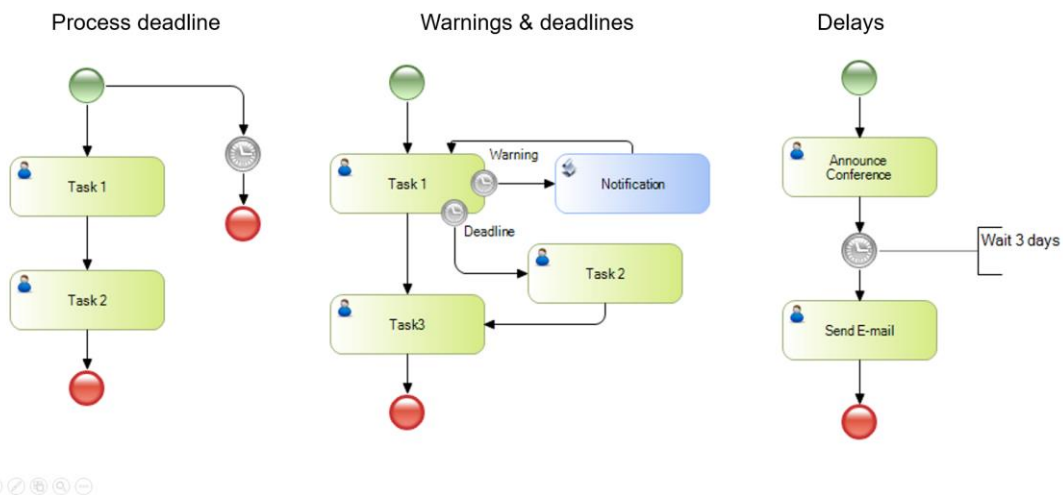 Process deadline
Warnings & deadlines
Delays
Task 1
Task 2
Warning
Task 1
Notification
Deadline
Task 2
Task3
Announce
Conference
Wait 3 days
Send E-mail